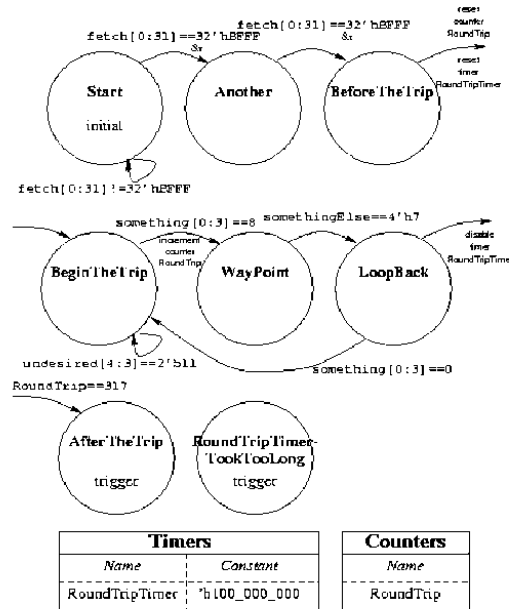 fetch[0:31]==32'hBFFF
&x
fetch[0:31]==32'hBFFF
&x
reset
counter
RoundTrip
reset
timer
RoundTripTimer
Start
initial
Another
BeforeTheTrip
fetch[0:31]!=32'hBFFF
something[0:3]==8
increment
counter
RoundTrip
somethingElse==4'h7
disable
timer
RoundTripTimer
BeginTheTrip
WayPoint
LoopBack
undesired[4:3]==2'b11
something[0:3]==0
RoundTrip==317
AfterTheTrip
trigger
RoundTripTimer-
TookTooLong
trigger
Timers
Name Constant
RoundTripTimer 'h100_000_000
Counters
Name
RoundTrip